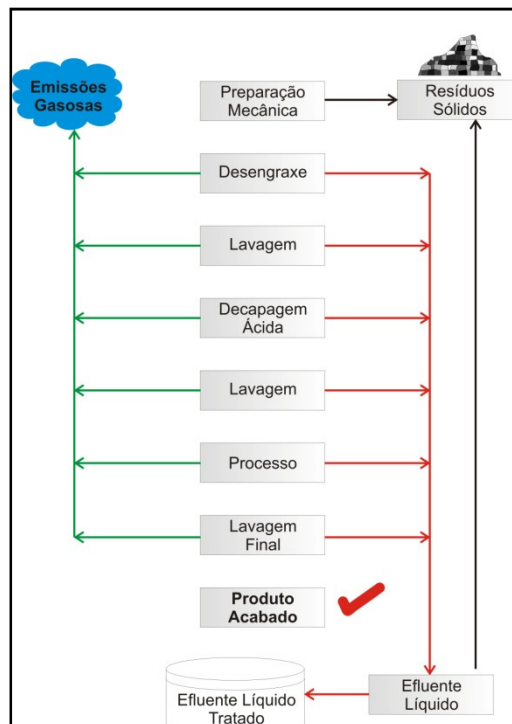 Emissões
Gasosas
Preparação
Mecânica
Resíduos
Sólidos
Desengraxe
Lavagem
Decapagem
Ácida
Lavagem
Processo
Lavagem
Final
Produto
Acabado
Efluente Líquido
Tratado
Efluente
Líquido